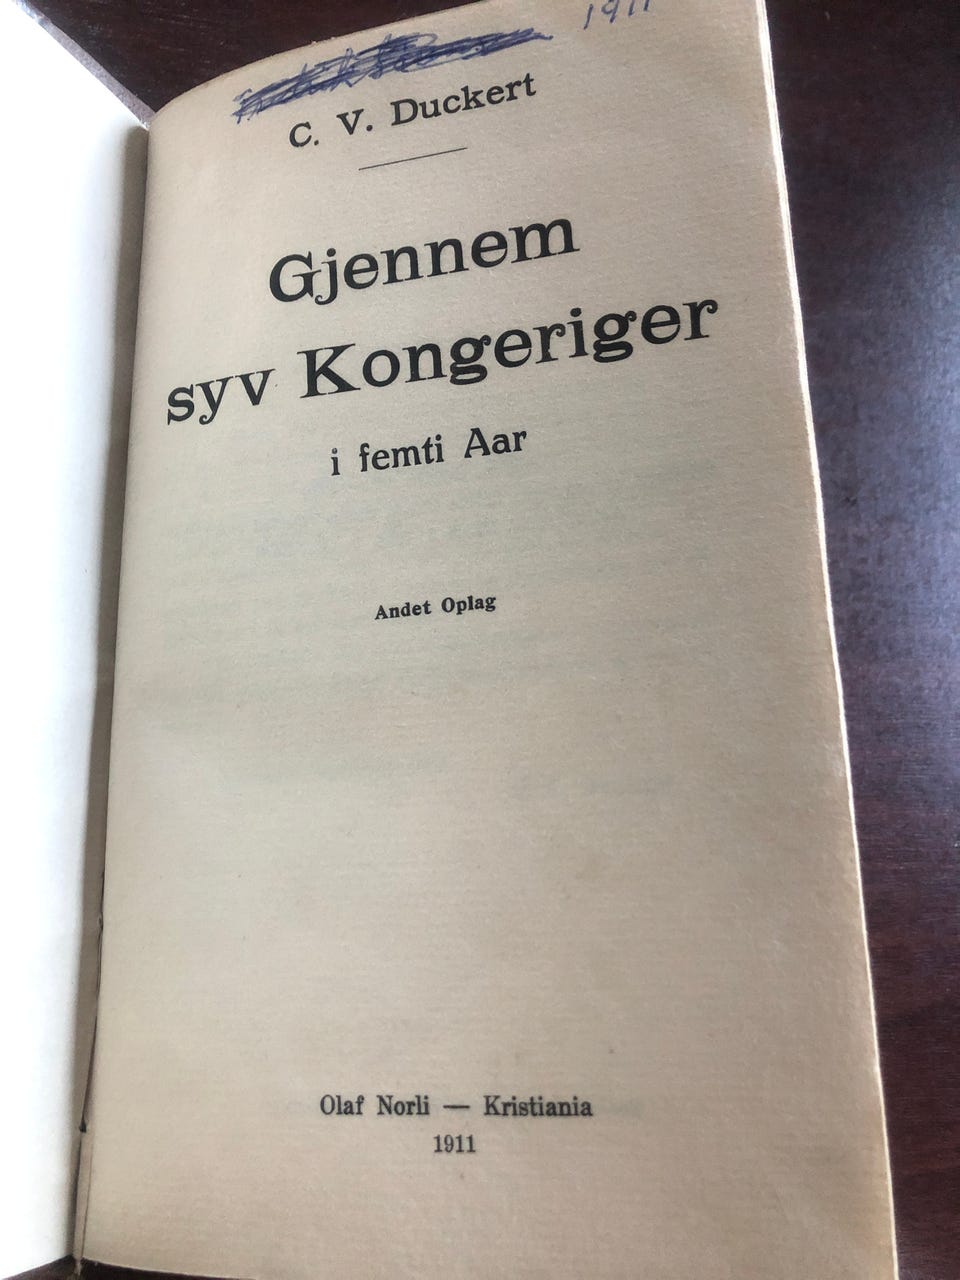 1911
C. V. Duckert
Gjennem
syv Kongeriger
i femti Aar
Andet Oplag
Olaf Norli — Kristiania
1911